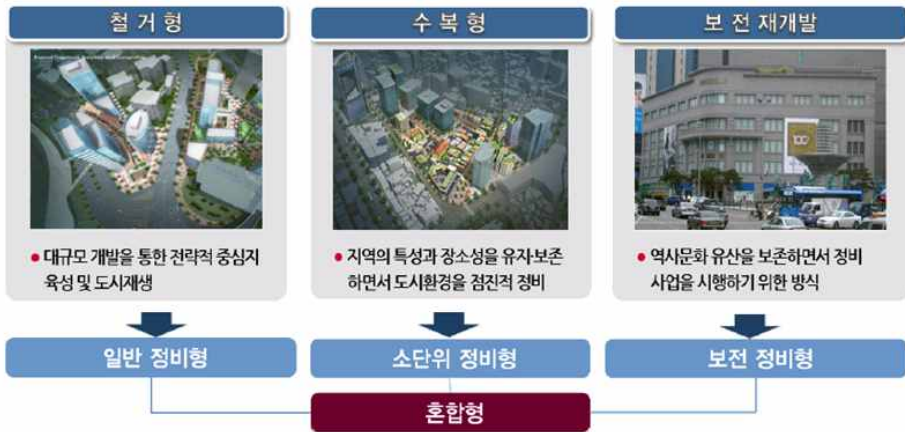 철거형
수복형
보전재개발
• 대규모 개발을 통한 전략적 중심지
육성 및 도시재생
• 지역의 특성과 장소성을 유지·보존
하면서 도시환경을 점진적 정비
• 역사문화 유산을 보존하면서 정비
사업을 시행하기 위한 방식
일반 정비형
소단위 정비형
보전 정비형
혼합형